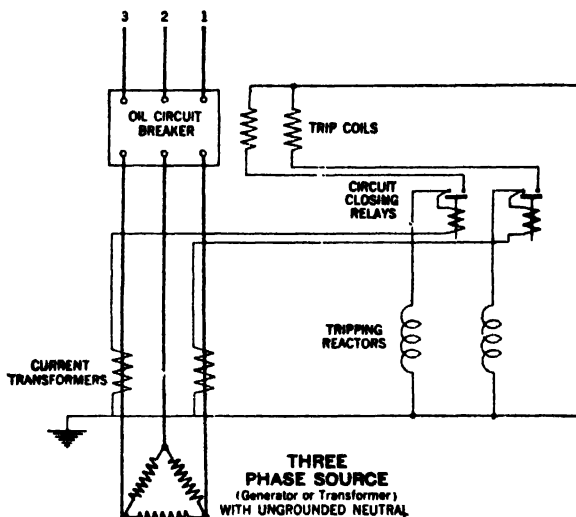 3 2 1
OIL CIRCUIT
BREAKER
TRIP COILS
CIRCUIT
CLOSING
RELAYS
TRIPPING
REACTORS
CURRENT
TRANSFORMERS
THREE
PHASE SOURCE
(Generator or Transformer)
WITH UNGROUNDED NEUTRAL